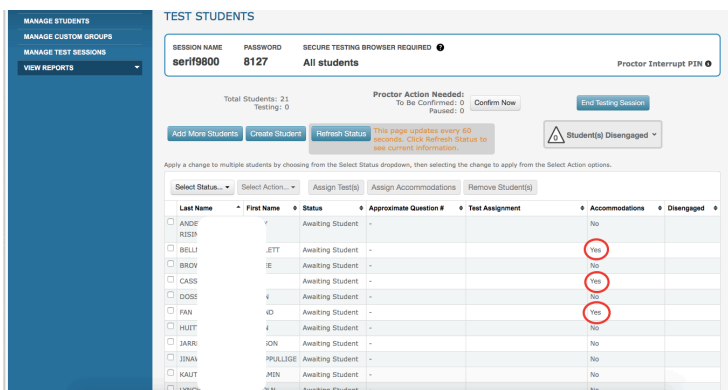 MANAGE STUDENTS
MANAGE CUSTOM GROUPS
MANAGE TEST SESSIONS
VIEW REPORTS
TEST STUDENTS
SESSION NAME PASSWORD SECURE TESTING BROWSER REQUIRED ?
serif9800 8127 All students
Proctor Interrupt PIN
Total Students: 21
Testing: 0
Proctor Action Needed:
To Be Confirmed: 0
Paused: 0
Confirm Now
End Testing Session
Add More Students Create Student Refresh Status
This page updates every 60
seconds. Click Refresh Status to
see current information.
0 Student(s) Disengaged
Apply a change to multiple students by choosing from the Select Status dropdown, then selecting the change to apply from the Select Action options.
Select Status... Select Action... Assign Test(s) Assign Accommodations Remove Student(s)
Last Name First Name Status Approximate Question # Test Assignment Accommodations Disengaged
Awaiting Student - No
RISIN
BELL LETT Awaiting Student - Yes
BROV EE Awaiting Student - No
CASS Awaiting Student - Yes
DOSS N Awaiting Student - No
FAN ND Awaiting Student - Yes
HUIT Awaiting Student - No
JARR SON Awaiting Student - No
JINA PPULLIGE Awaiting Student - No
KAUT MIN Awaiting Student - No